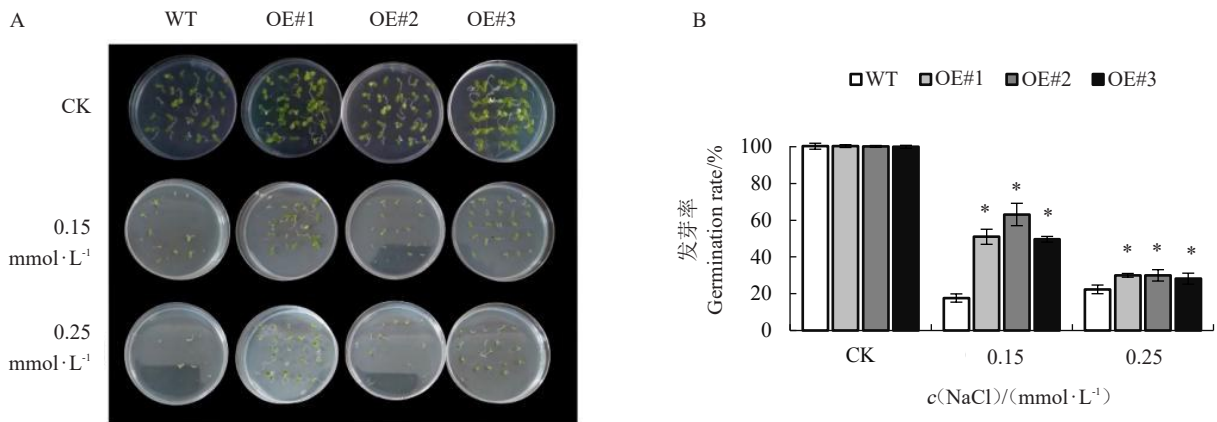 A
WT OE#1 OE#2 OE#3
CK
0.15
mmol·L⁻¹
0.25
mmol·L⁻¹
B
WT OE#1 OE#2 OE#3
发芽率
Germination rate/%
100
80
60
40
20
0
* * *
* * *
CK 0.15 0.25
c(NaCl)/(mmol·L⁻¹)